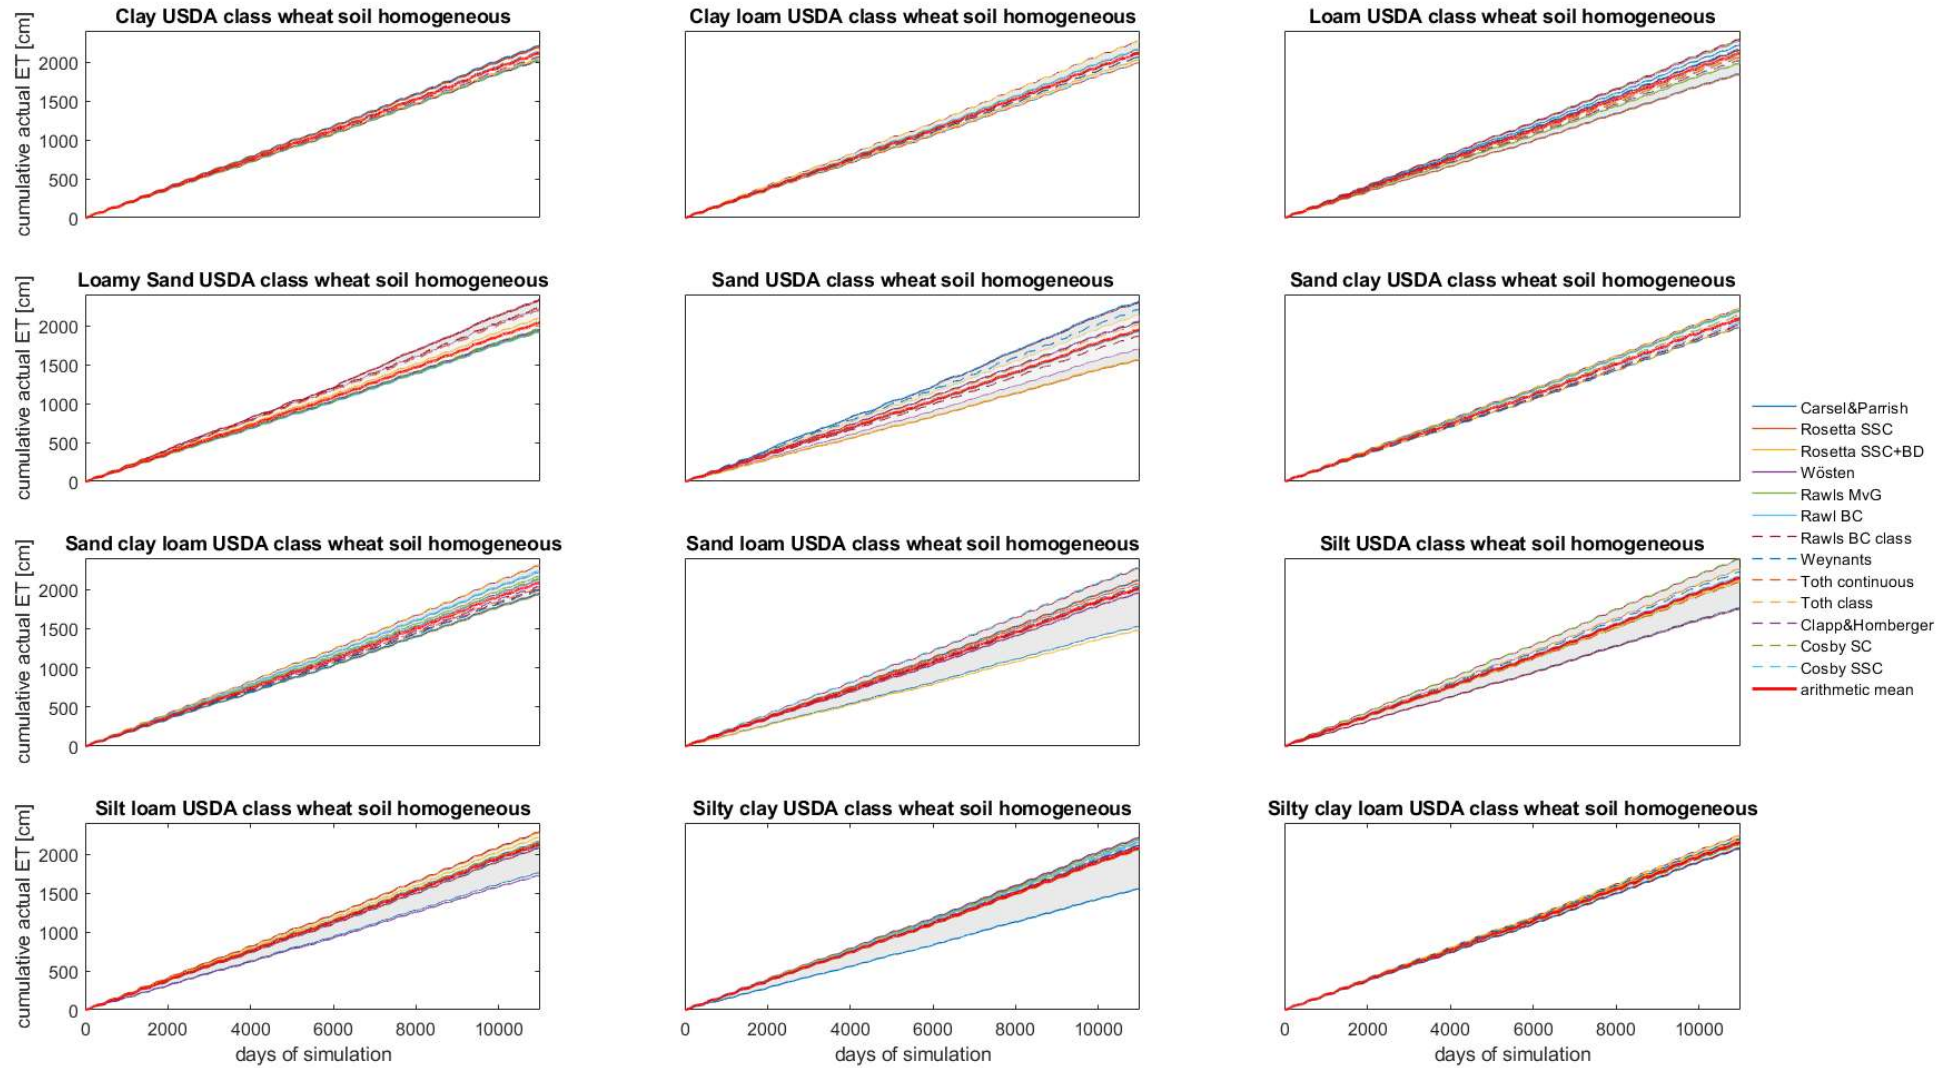 Clay USDA class wheat soil homogeneous
Clay loam USDA class wheat soil homogeneous
Loam USDA class wheat soil homogeneous
cumulative actual ET [cm]
2000
1500
1000
500
0
Loamy Sand USDA class wheat soil homogeneous
Sand USDA class wheat soil homogeneous
Sand clay USDA class wheat soil homogeneous
cumulative actual ET [cm]
2000
1500
1000
500
0
Sand clay loam USDA class wheat soil homogeneous
Sand loam USDA class wheat soil homogeneous
Silt USDA class wheat soil homogeneous
cumulative actual ET [cm]
2000
1500
1000
500
0
Silt loam USDA class wheat soil homogeneous
Silty clay USDA class wheat soil homogeneous
Silty clay loam USDA class wheat soil homogeneous
cumulative actual ET [cm]
2000
1500
1000
500
0
0 2000 4000 6000 8000 10000
days of simulation
0 2000 4000 6000 8000 10000
days of simulation
0 2000 4000 6000 8000 10000
days of simulation
Carsel&Parrish
Rosetta SSC
Rosetta SSC+BD
Wösten
Rawls MvG
Rawl BC
Rawls BC class
Weynants
Toth continuous
Toth class
Clapp&Hornberger
Cosby SC
Cosby SSC
arithmetic mean